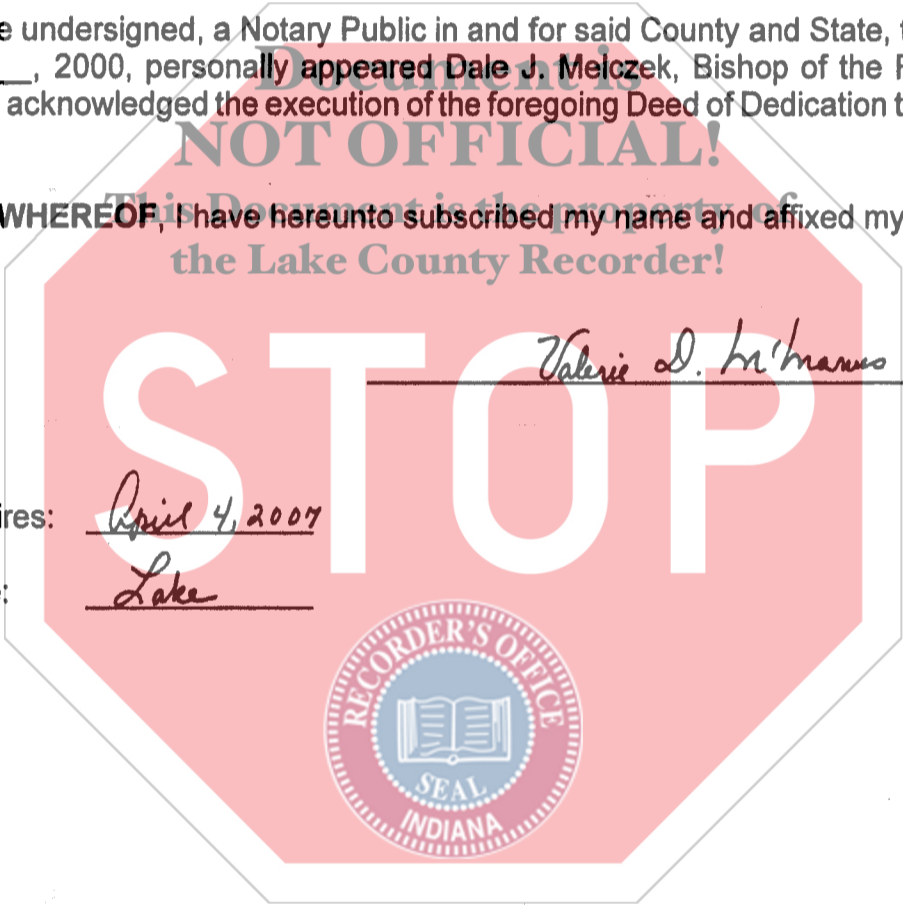 e undersigned, a Notary Public in and for said County and State, t
__, 2000, personally appeared Dale J. Melczek, Bishop of the R
acknowledged the execution of the foregoing Deed of Dedication t
Document is
NOT OFFICIAL!
This Document is the property of
the Lake County Recorder!
WHEREOF, I have hereunto subscribed my name and affixed my
Valerie D. McManus
ires: April 4, 2007
: Lake
STOP
RECORDER'S OFFICE
SEAL
INDIANA